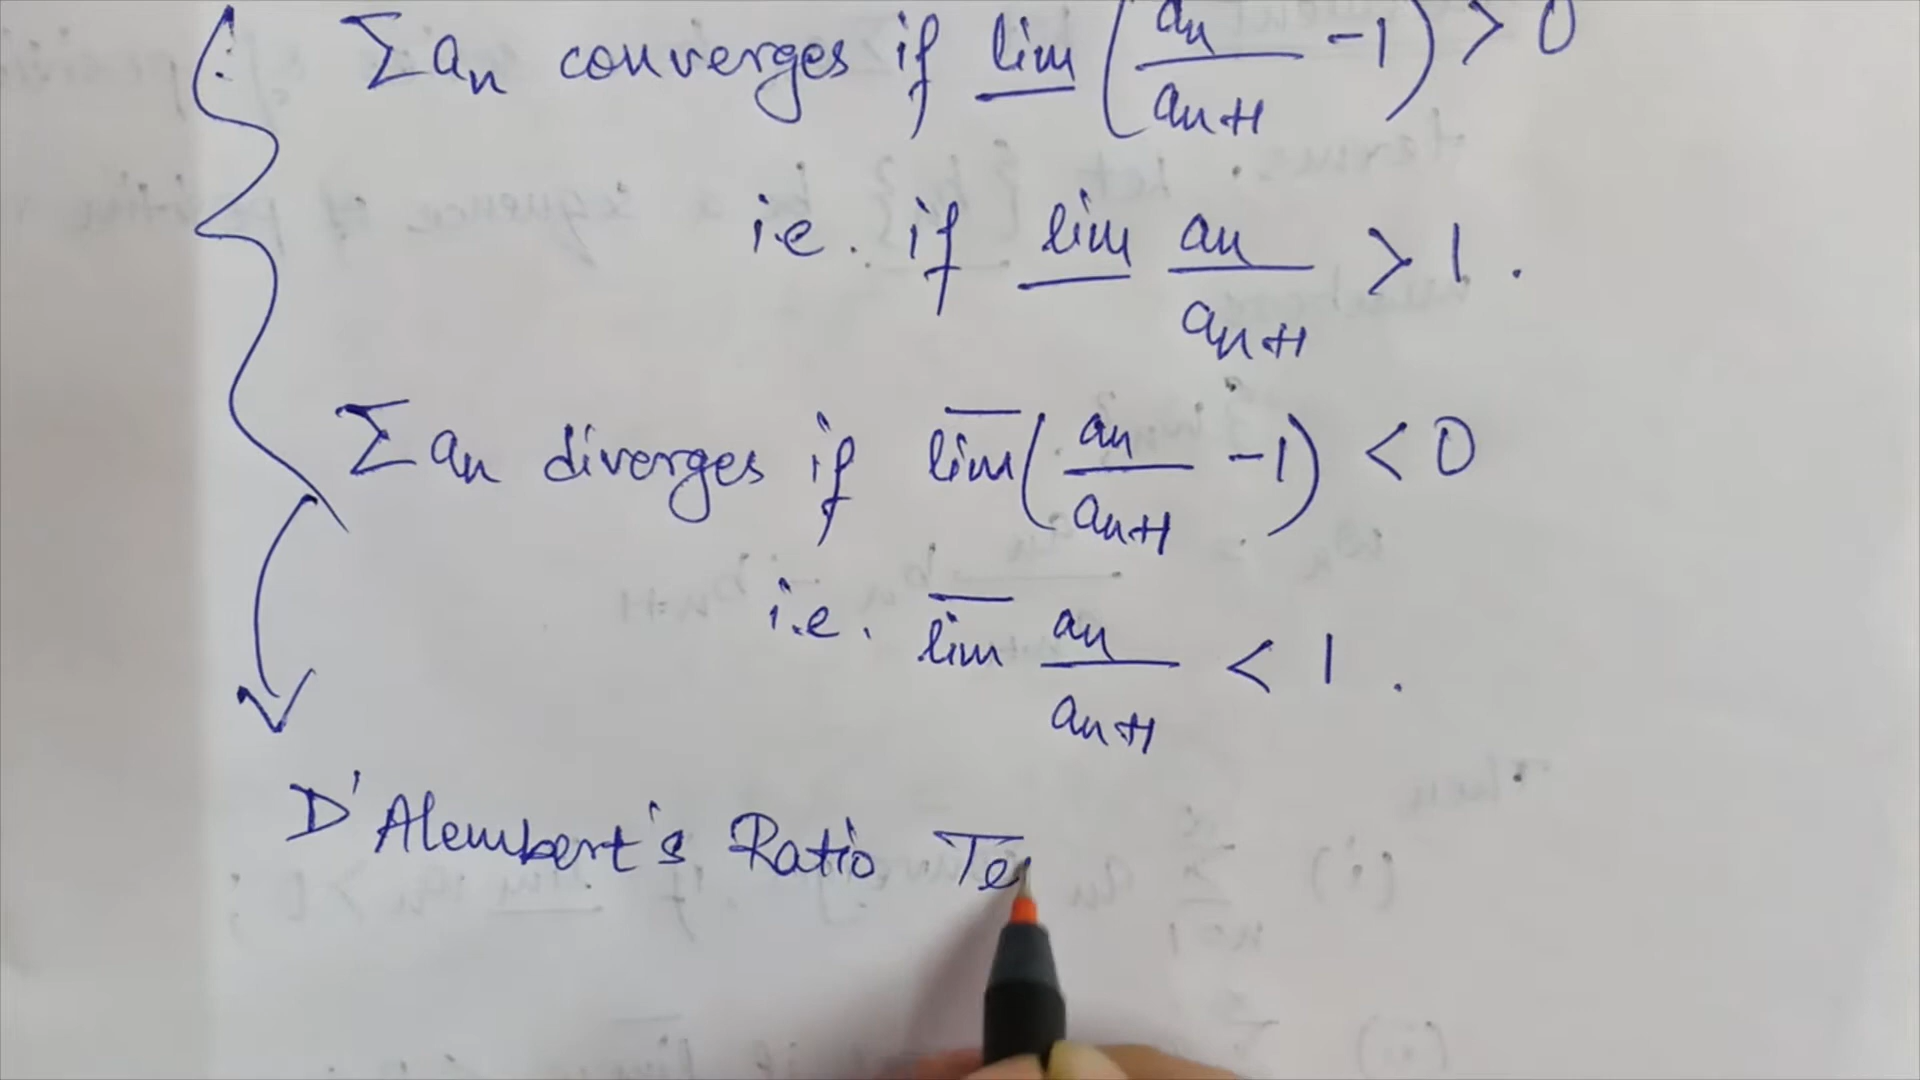 ∴ Σan converges if lim (an/an+1 - 1) > 0
i.e. if lim an/an+1 > 1.
Σan diverges if lim (an/an+1 - 1) < 0
i.e. lim an/an+1 < 1.
D'Alembert's Ratio Te